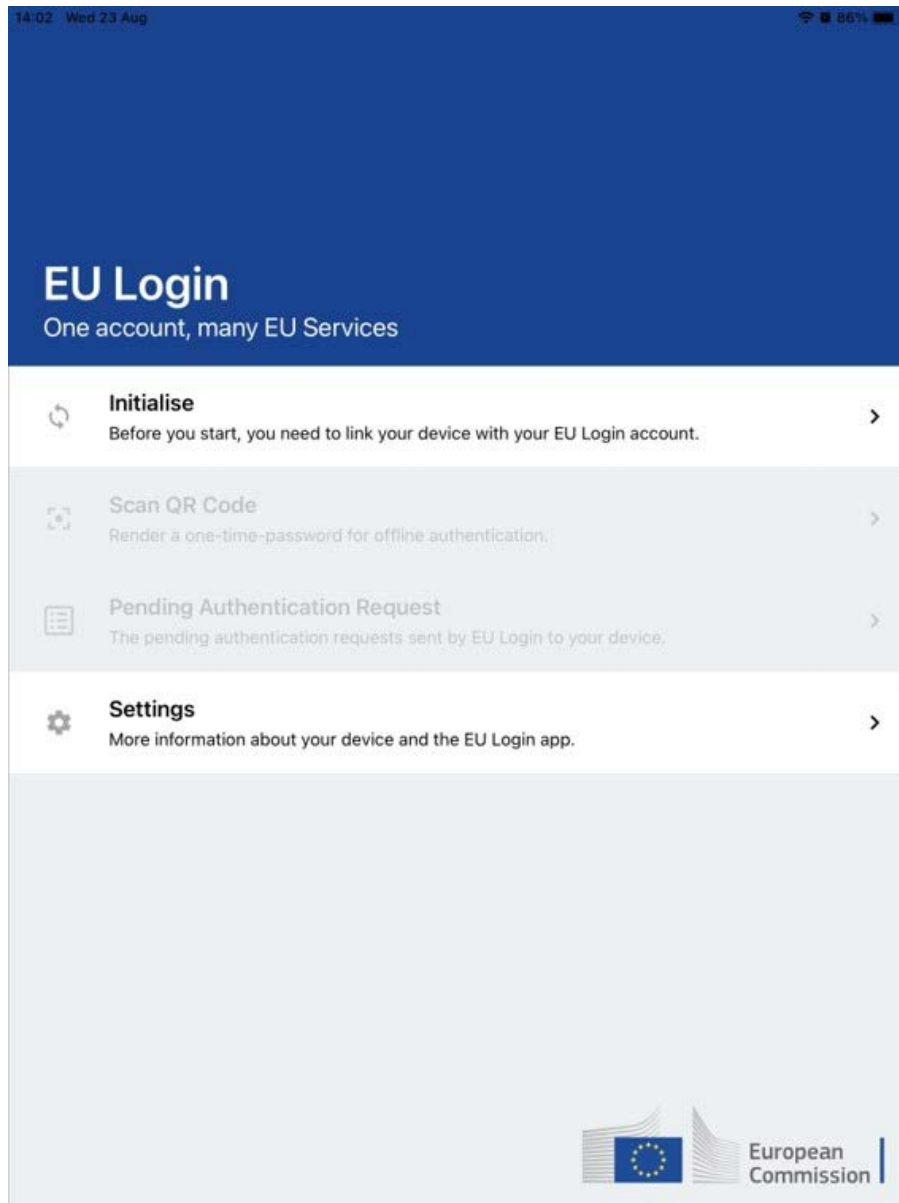 14:02 Wed 23 Aug 86%
EU Login
One account, many EU Services
Initialise
Before you start, you need to link your device with your EU Login account.
Scan QR Code
Render a one-time-password for offline authentication.
Pending Authentication Request
The pending authentication requests sent by EU Login to your device.
Settings
More information about your device and the EU Login app.
European
Commission